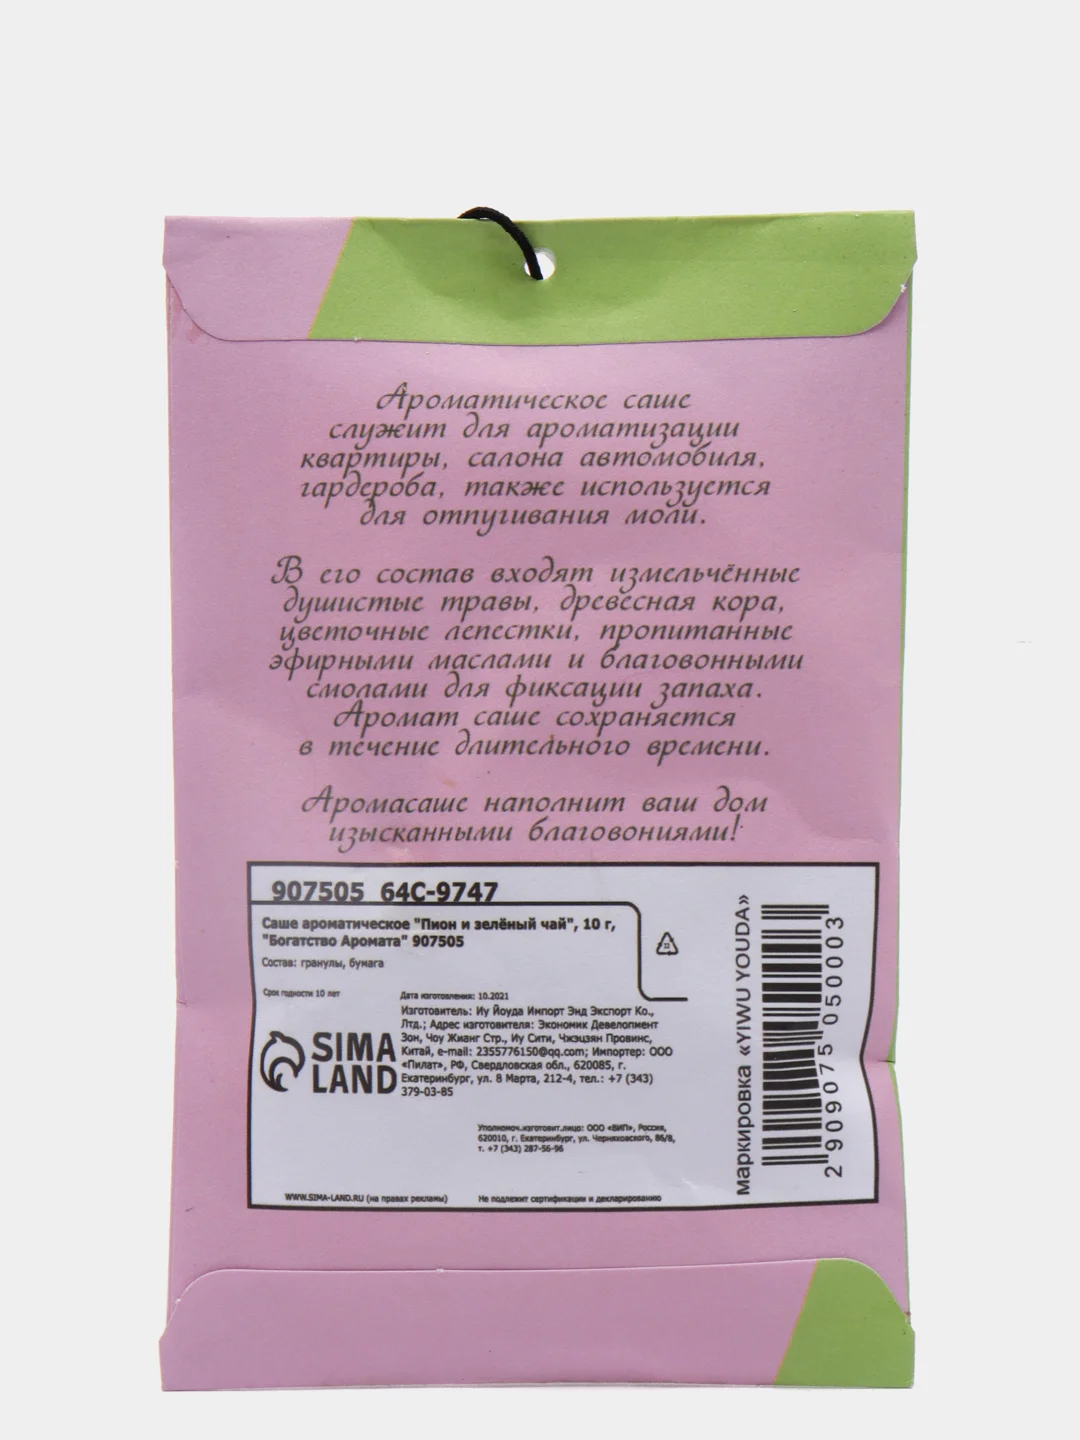 Ароматическое саше
служит для ароматизации
квартиры, салона автомобиля,
гардероба, также используется
для отпугивания моли.
В его состав входят измельчённые
душистые травы, древесная кора,
цветочные лепестки, пропитанные
эфирными маслами и благовонными
смолами для фиксации запаха.
Аромат саше сохраняется
в течение длительного времени.
Аромасаше наполнит ваш дом
изысканными благовониями!
907505 64С-9747
Саше ароматическое "Пион и зелёный чай", 10 г,
"Богатство Аромата" 907505
Состав: гранулы, бумага
Срок годности 10 лет
Дата изготовления: 10.2021
Изготовитель: Иу Йоуда Импорт Энд Экспорт Ко.,
Лтд.; Адрес изготовителя: Экономик Девелопмент
Зон, Чоу Жианг Стр., Иу Сити, Чжэцзян Провинс,
Китай, e-mail: 2355776150@qq.com; Импортер: ООО
«Пилат», РФ, Свердловская обл., 620085, г.
Екатеринбург, ул. 8 Марта, 212-4, тел.: +7 (343)
379-03-85
SIMA
LAND
Уполномоч.изготовит.лицо: ООО «ВИП», Россия,
620010, г. Екатеринбург, ул. Черняховского, 86/8,
т. +7 (343) 287-56-96
WWW.SIMA-LAND.RU (на правах рекламы)
Не подлежит сертификации и декларированию
маркировка «YIWU YOUDA»
2 909075 050003